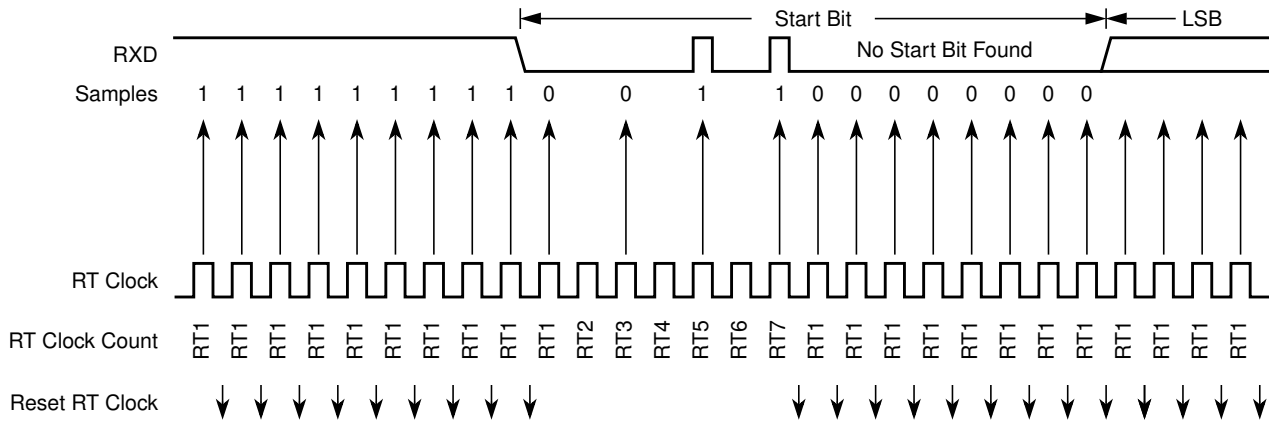 Start Bit LSB
RXD No Start Bit Found
Samples 1 1 1 1 1 1 1 1 1 0 0 1 1 0 0 0 0 0 0 0 0
RT Clock
RT Clock Count RT1 RT1 RT1 RT1 RT1 RT1 RT1 RT1 RT1 RT1 RT2 RT3 RT4 RT5 RT6 RT7 RT1 RT1 RT1 RT1 RT1 RT1 RT1 RT1 RT1 RT1 RT1 RT1
Reset RT Clock